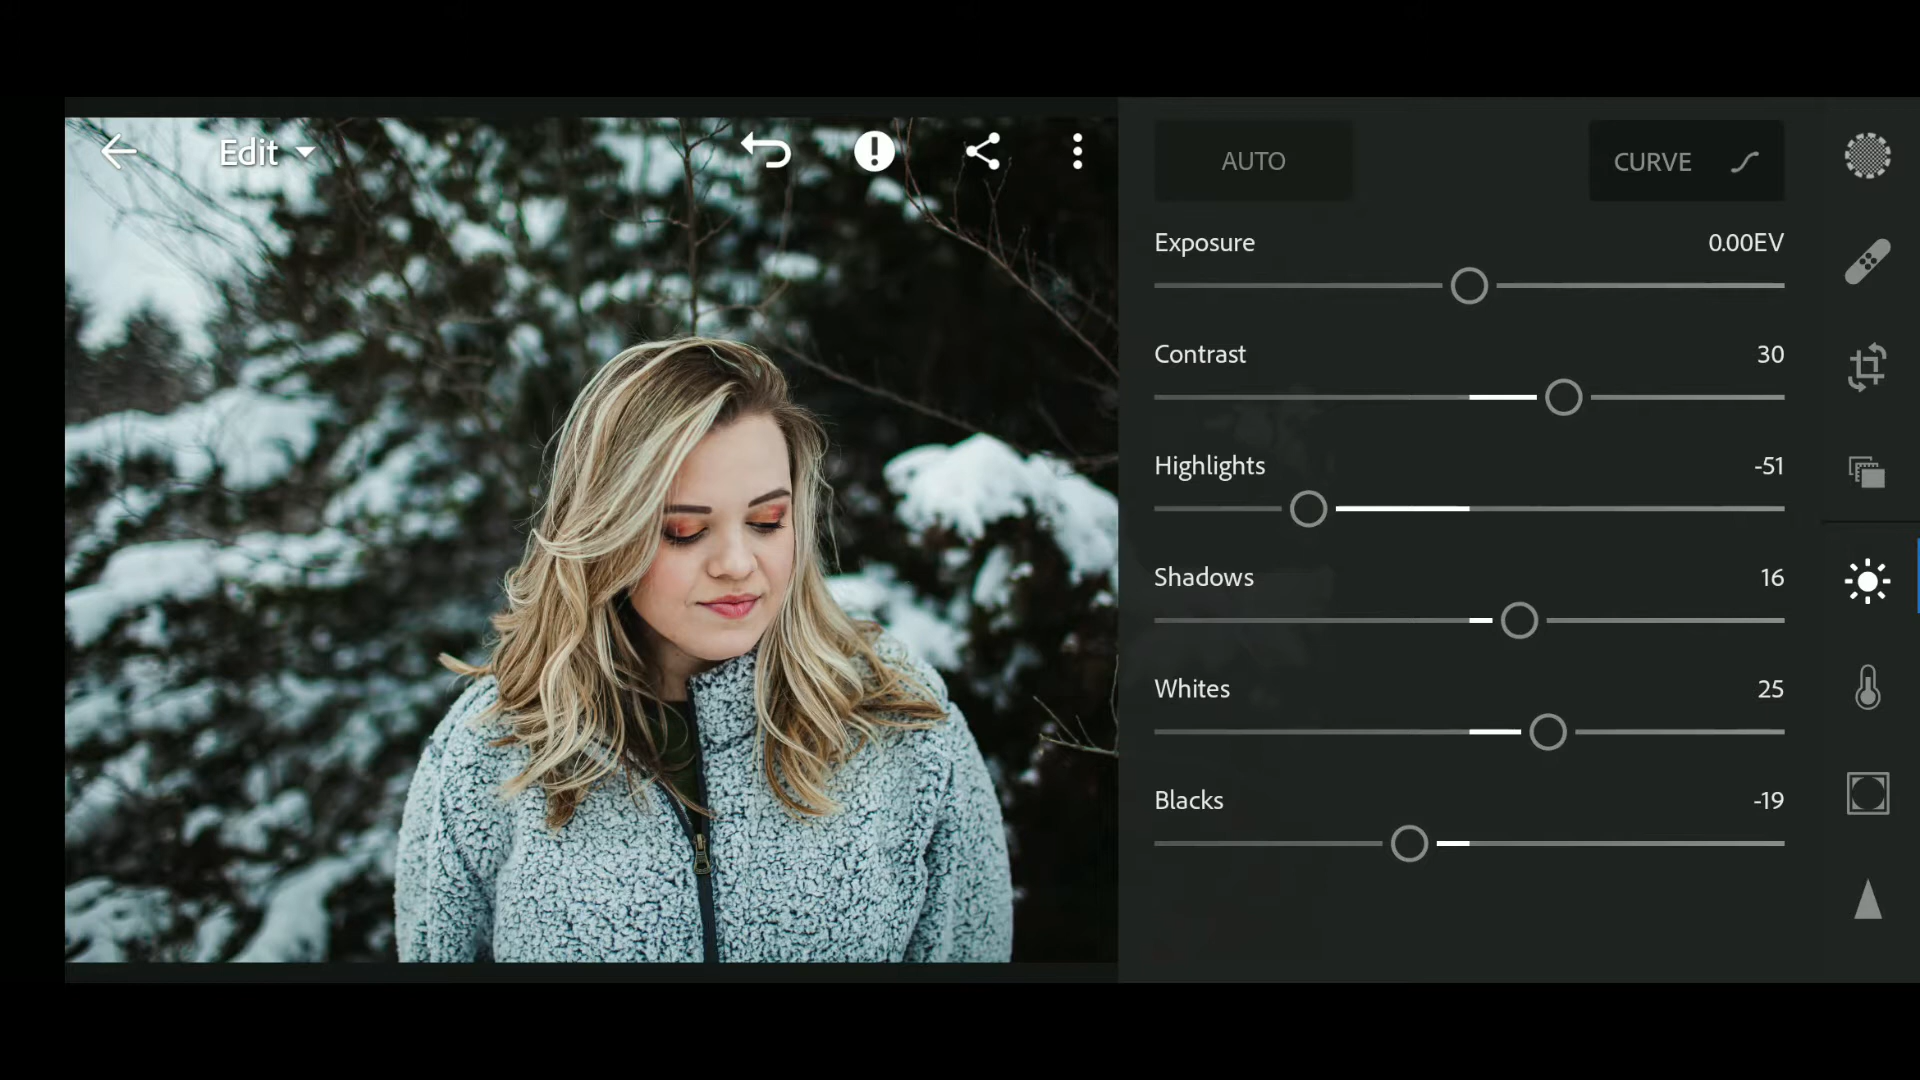 Edit
AUTO
CURVE
Exposure 0.00EV
Contrast 30
Highlights -51
Shadows 16
Whites 25
Blacks -19